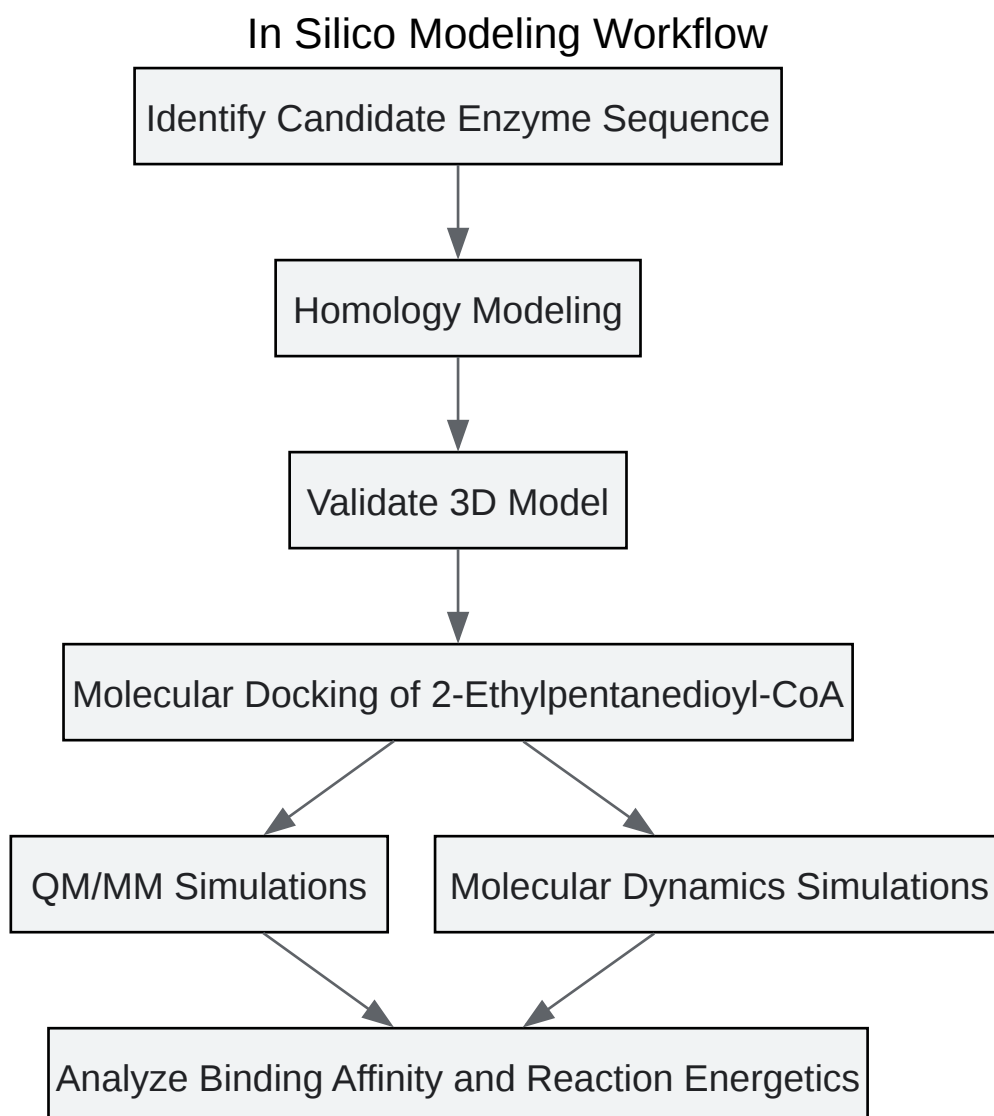 In Silico Modeling Workflow
Identify Candidate Enzyme Sequence
Homology Modeling
Validate 3D Model
Molecular Docking of 2-Ethylpentanedioyl-CoA
QM/MM Simulations
Molecular Dynamics Simulations
Analyze Binding Affinity and Reaction Energetics